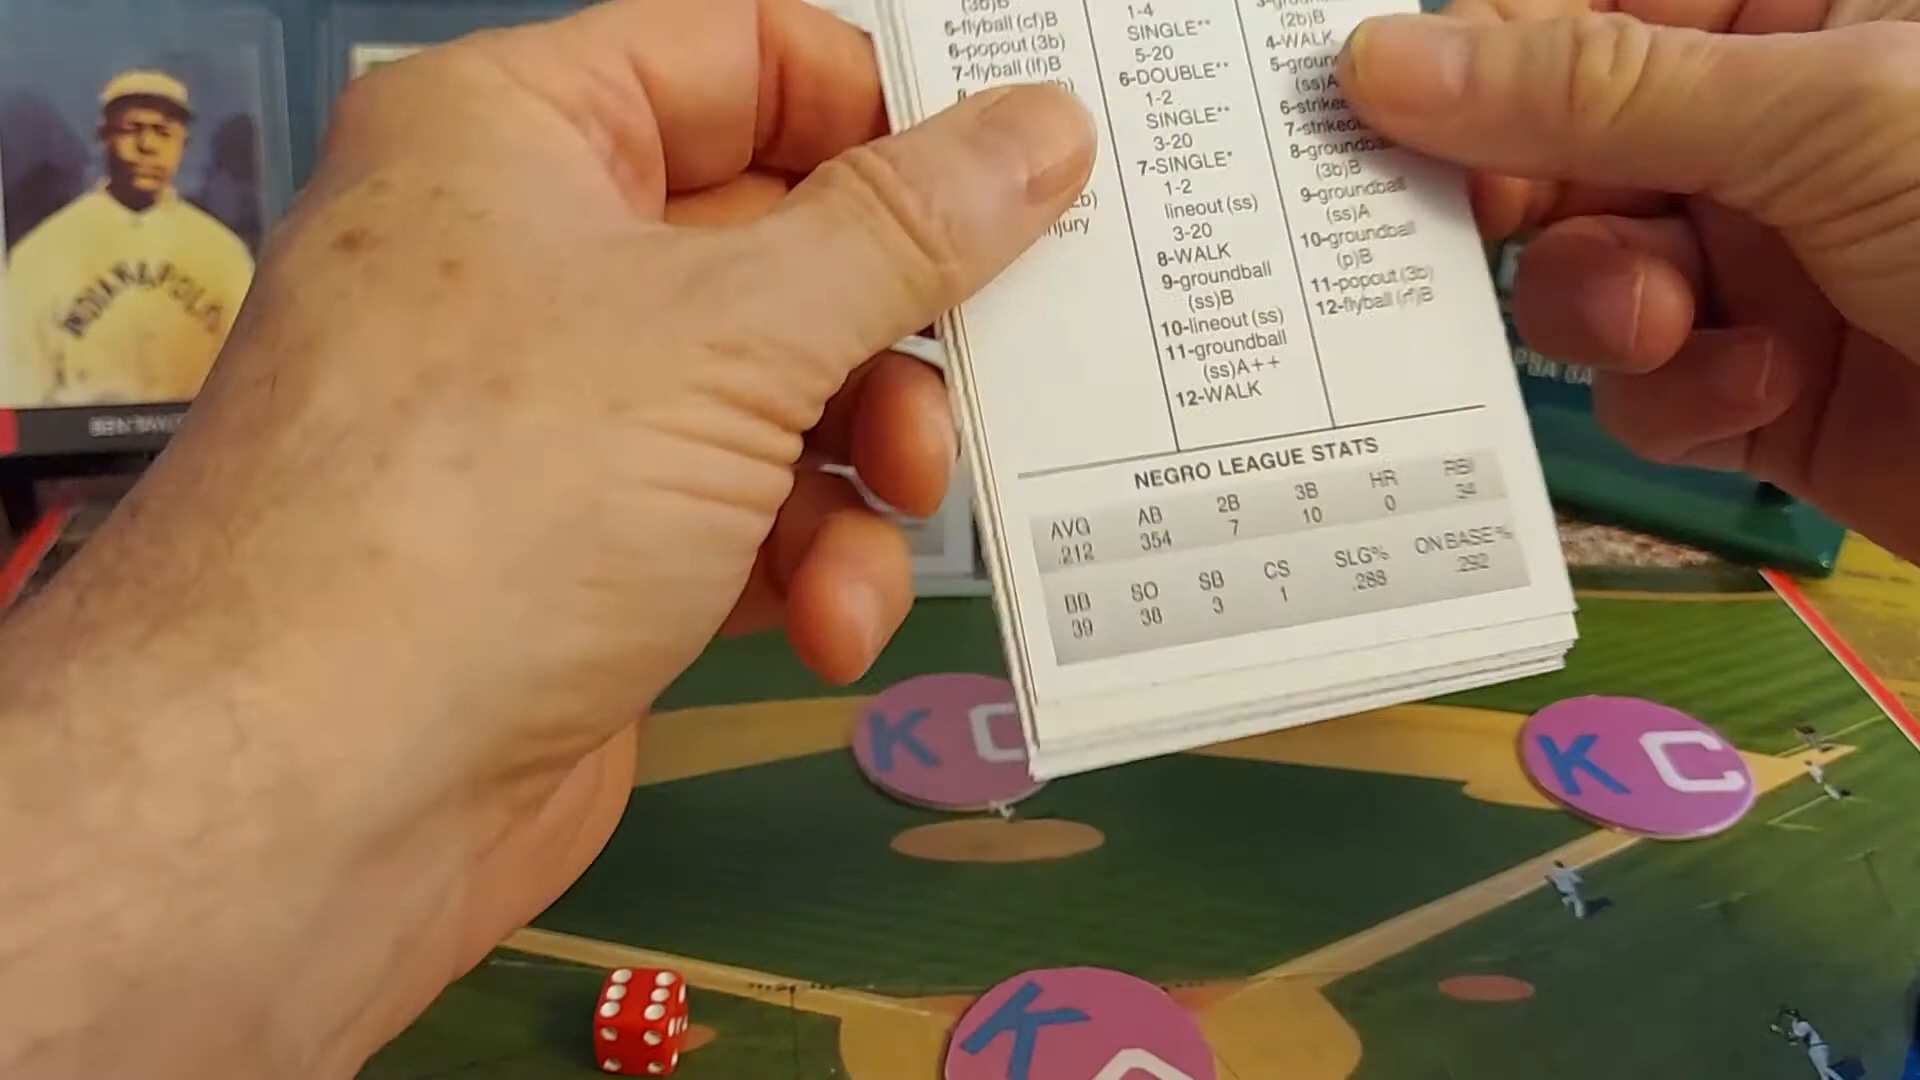 (3b)B
6-flyball (cf)B
6-popout (3b)
7-flyball (lf)B
1-4
SINGLE**
5-20
6-DOUBLE**
1-2
SINGLE**
3-20
7-SINGLE*
1-2
lineout (ss)
3-20
8-WALK
9-groundball
(ss)B
10-lineout (ss)
11-groundball
(ss)A++
12-WALK
(2b)B
4-WALK
(ss)A
8-groundball
(3b)B
9-groundball
(ss)A
10-groundball
(p)B
11-popout (3b)
12-flyball (rf)B
NEGRO LEAGUE STATS
AVG AB 2B 3B HR RBI
.212 354 7 10 0 34
BB SO SB CS SLG% ON BASE%
39 38 3 1 .288 .292
INDIANAPOLIS
K C
K C
K C